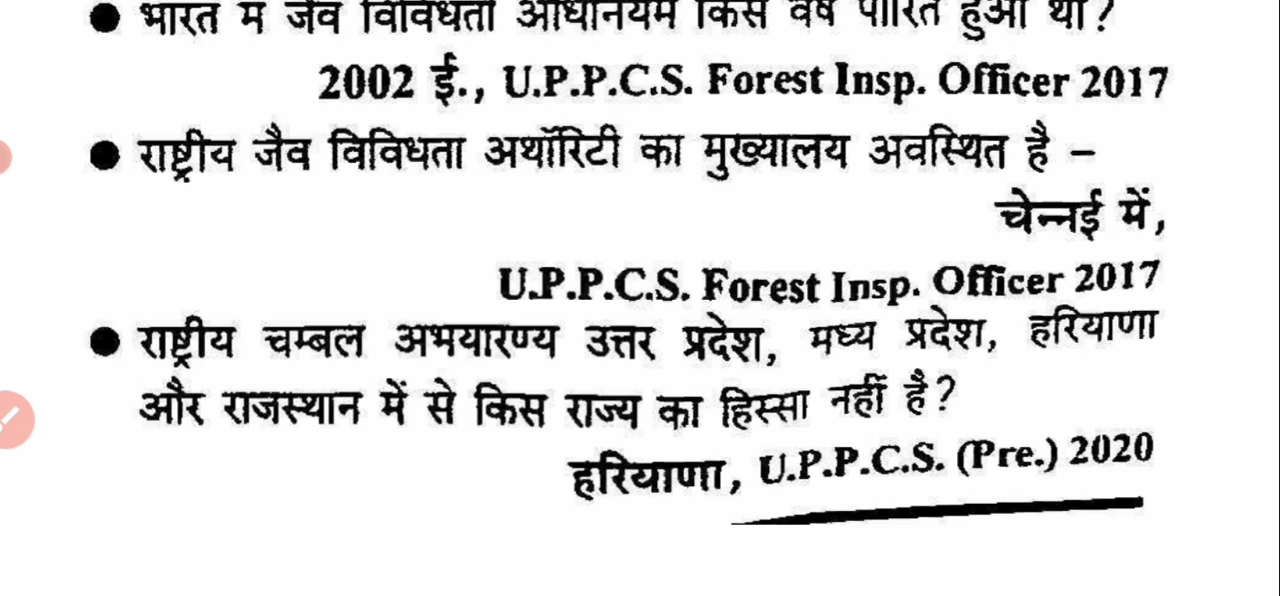 ● भारत में जैव विविधता अधिनियम किस वर्ष पारित हुआ था?
2002 ई., U.P.P.C.S. Forest Insp. Officer 2017
● राष्ट्रीय जैव विविधता अथॉरिटी का मुख्यालय अवस्थित है –
चेन्नई में,
U.P.P.C.S. Forest Insp. Officer 2017
● राष्ट्रीय चम्बल अभयारण्य उत्तर प्रदेश, मध्य प्रदेश, हरियाणा
और राजस्थान में से किस राज्य का हिस्सा नहीं है?
हरियाणा, U.P.P.C.S. (Pre.) 2020